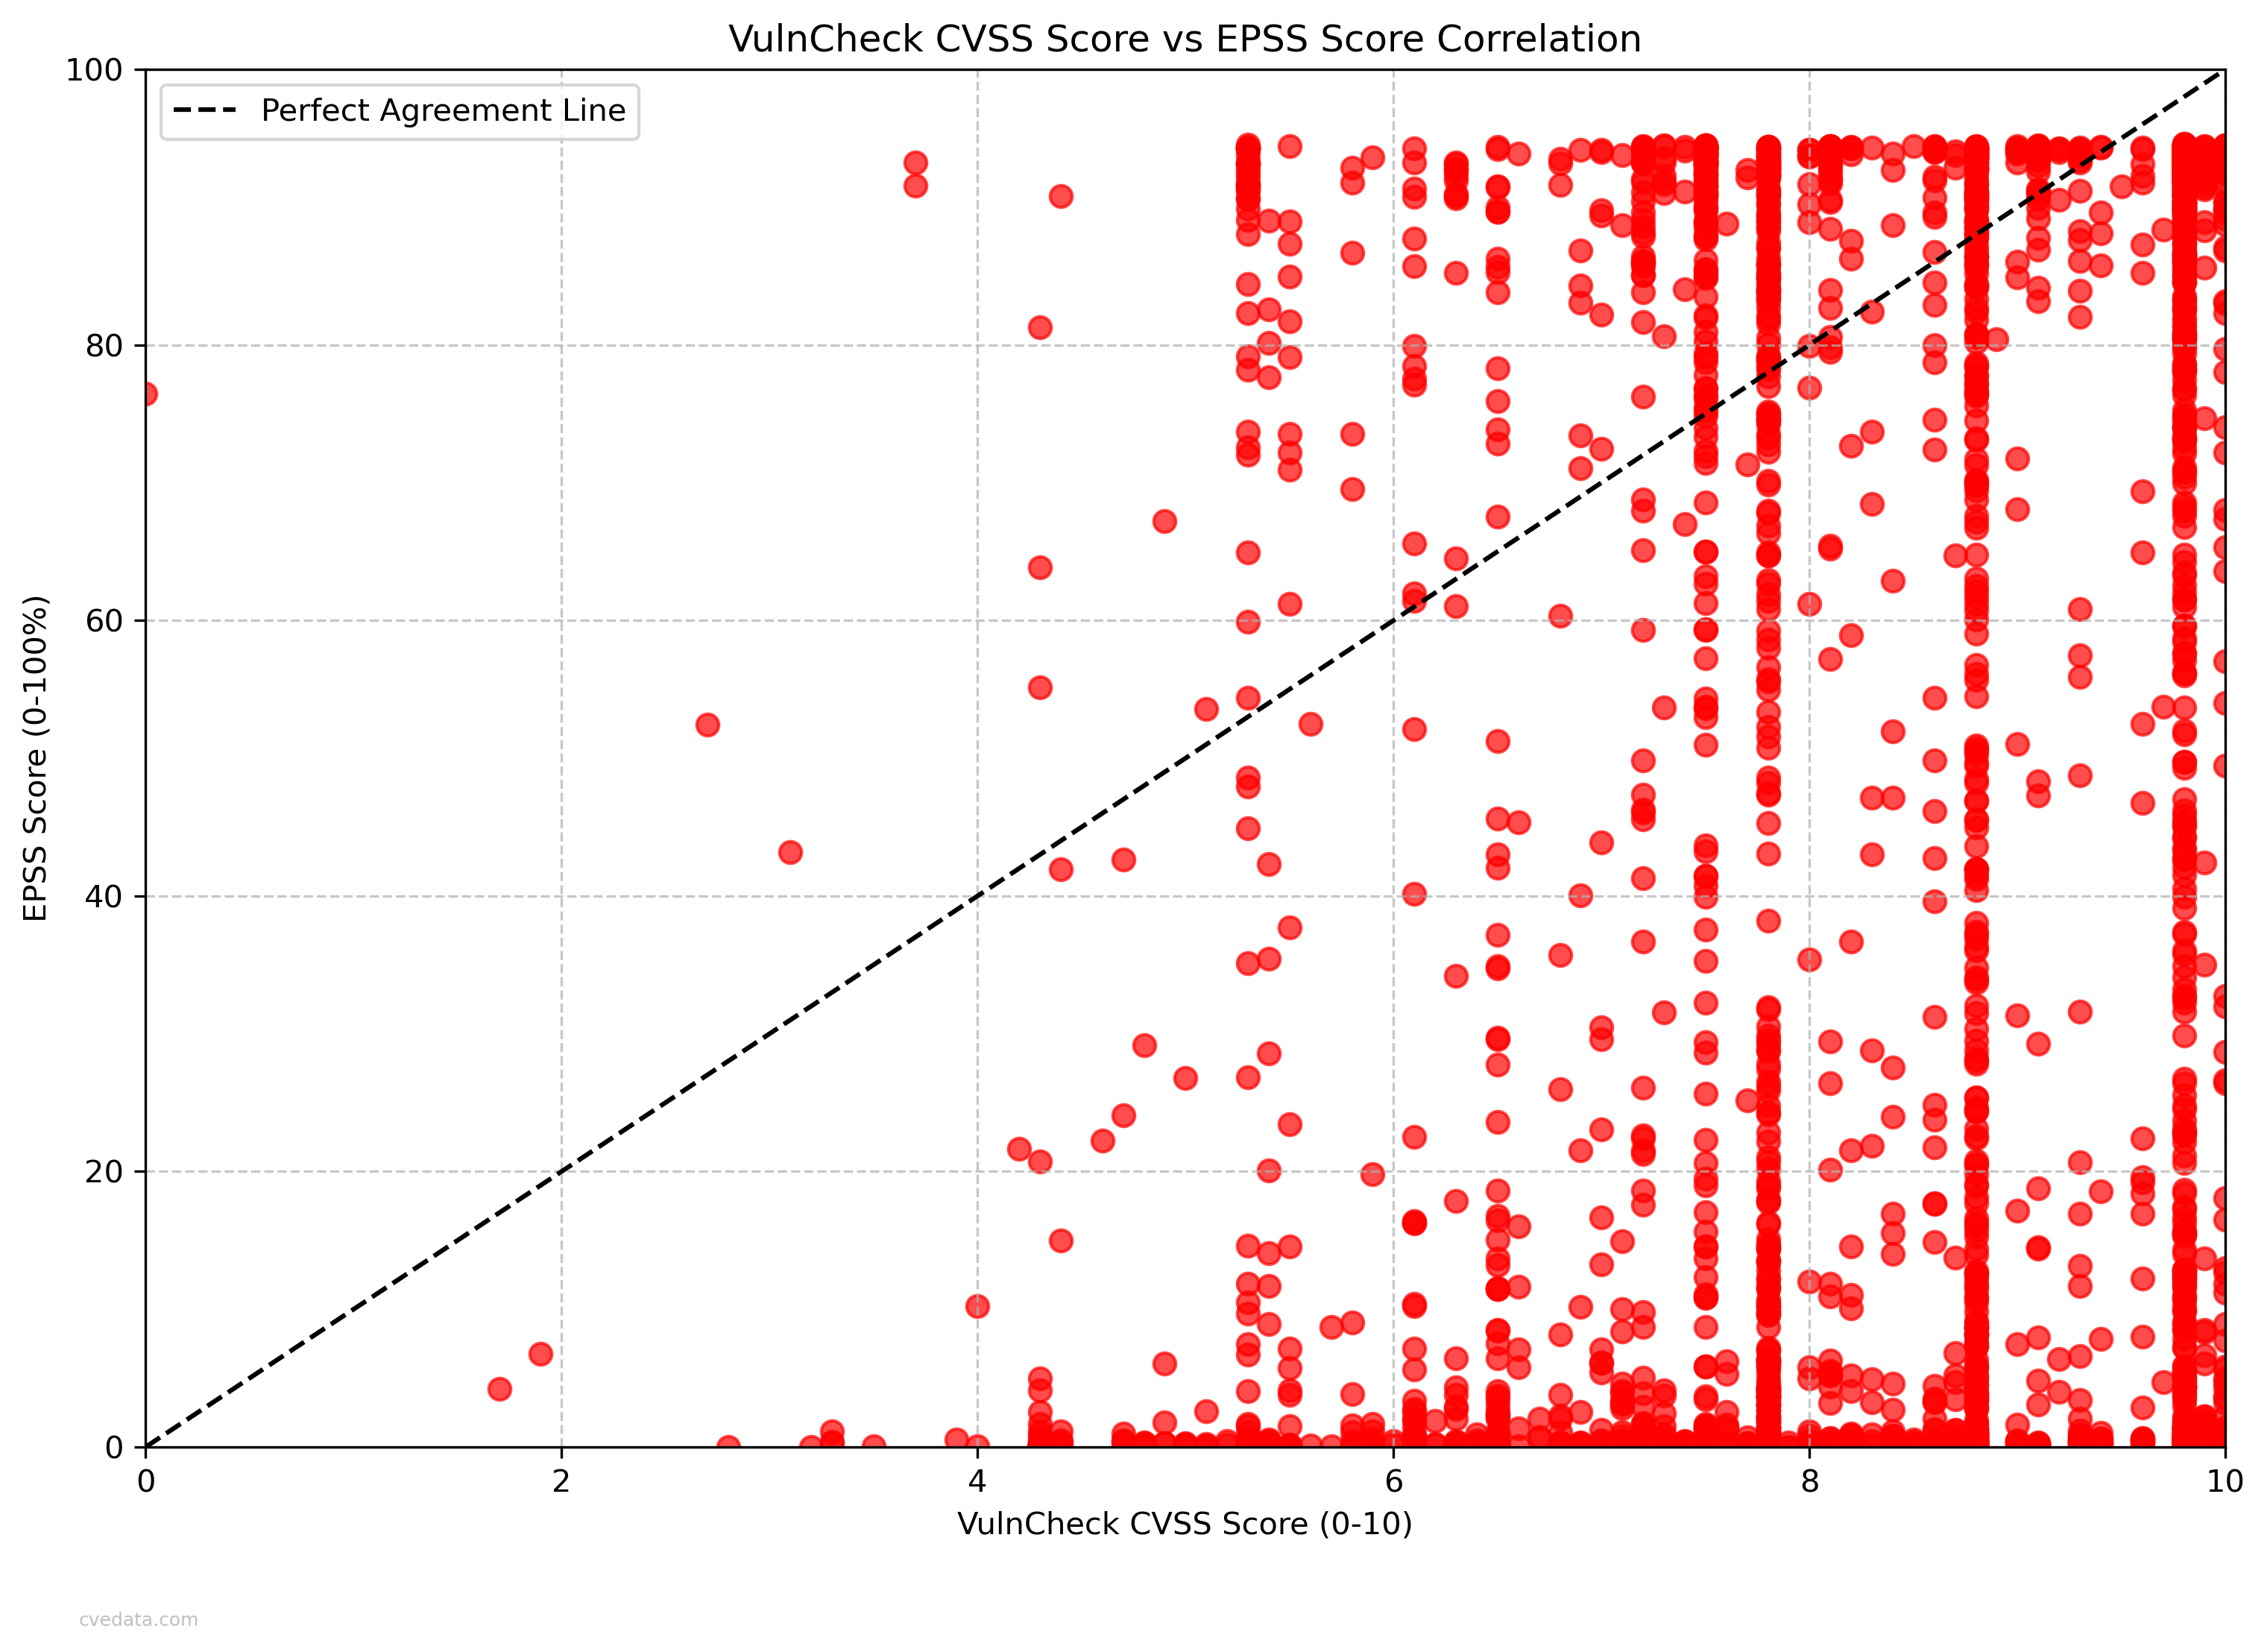 VulnCheck CVSS Score vs EPSS Score Correlation
Perfect Agreement Line
EPSS Score (0-100%)
100
80
60
40
20
0
0 2 4 6 8 10
VulnCheck CVSS Score (0-10)
cvedata.com